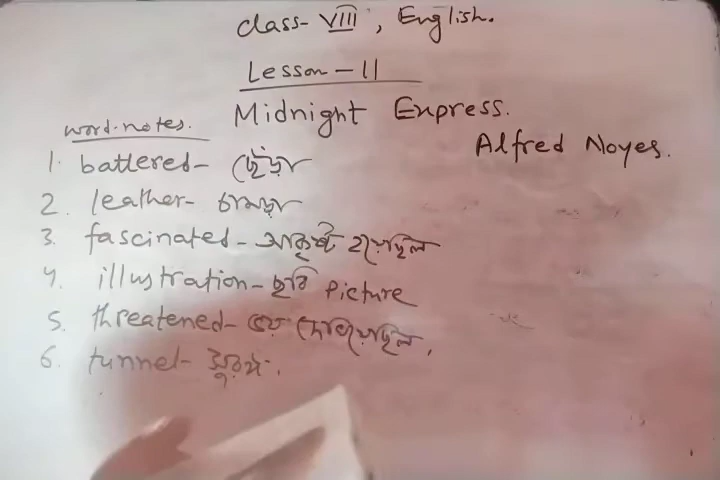 class- VIII, English.
Lesson - 11
Midnight Express.
Alfred Noyes.
word-notes.
1. battered- ছেঁড়া
2. leather- চামড়া
3. fascinated- আকৃষ্ট হয়েছিল
4. illustration- ছবি picture
5. threatened- ভয় দেখিয়েছিল,
6. tunnel- সুরঙ্গ.